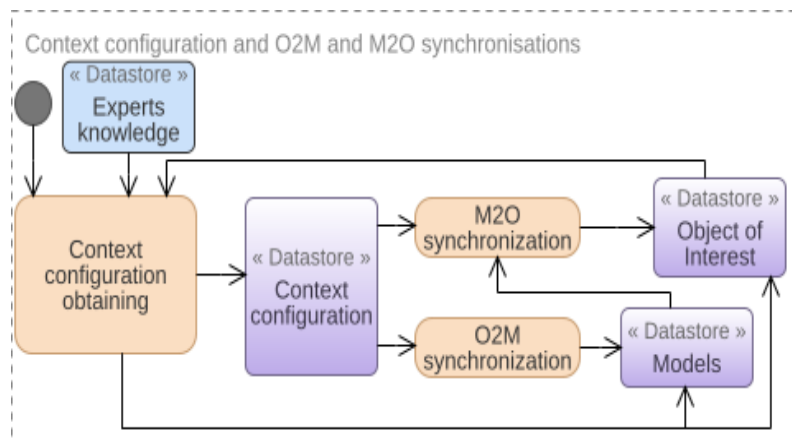 Context configuration and O2M and M2O synchronisations
« Datastore »
Experts
knowledge
Context
configuration
obtaining
« Datastore »
Context
configuration
M2O
synchronization
O2M
synchronization
« Datastore »
Object of
Interest
« Datastore »
Models